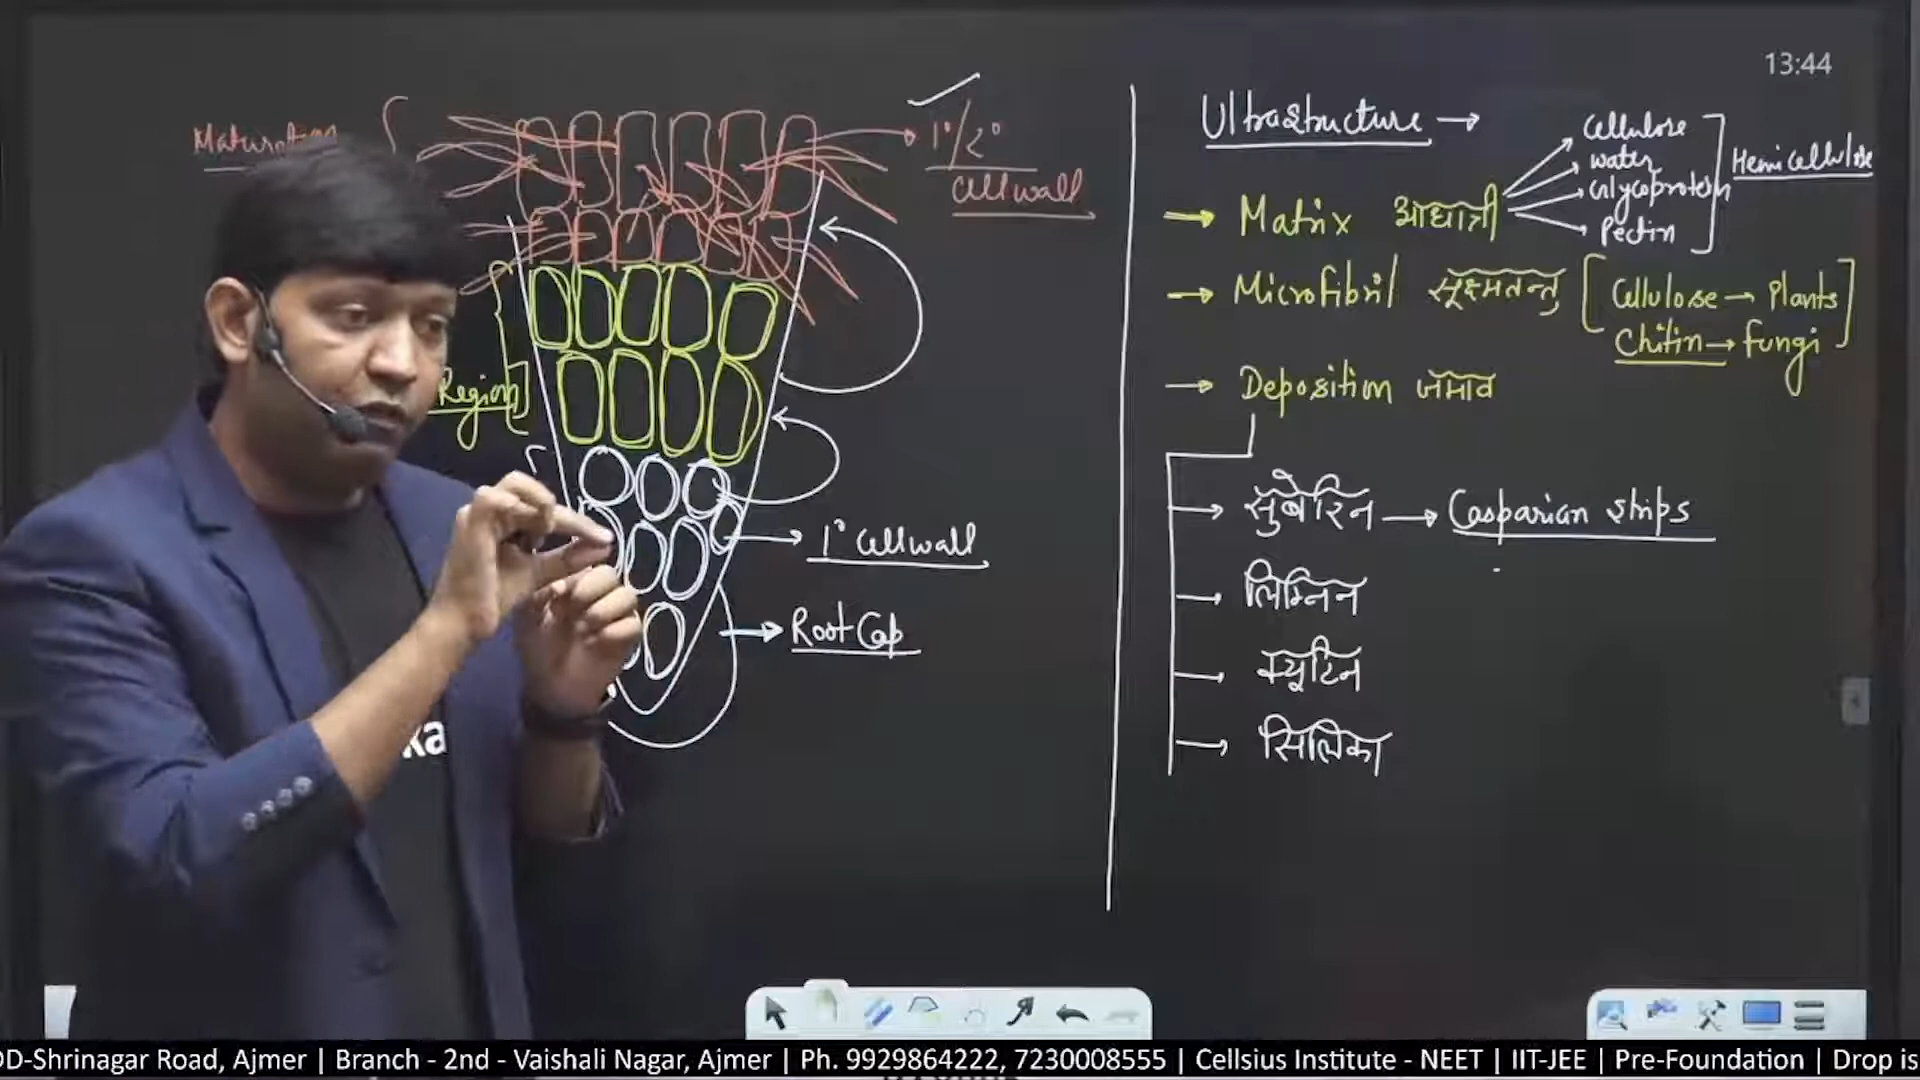 13:44
Maturation
1°/2°
Cellwall
Region
1° Cellwall
Root Cap
Ultrastructure →
Cellulose
water
Glycoprotein
Pectin
Hemicellulose
→ Matrix आधात्री
→ Microfibril सूक्ष्मतन्तु
Cellulose → Plants
Chitin → fungi
→ Deposition जमाव
→ सुबेरिन → Casparian strips
→ लिग्निन
→ क्यूटिन
→ सिलिका
ka
OD-Shrinagar Road, Ajmer | Branch - 2nd - Vaishali Nagar, Ajmer | Ph. 9929864222, 7230008555 | Cellsius Institute - NEET | IIT-JEE | Pre-Foundation | Drop is